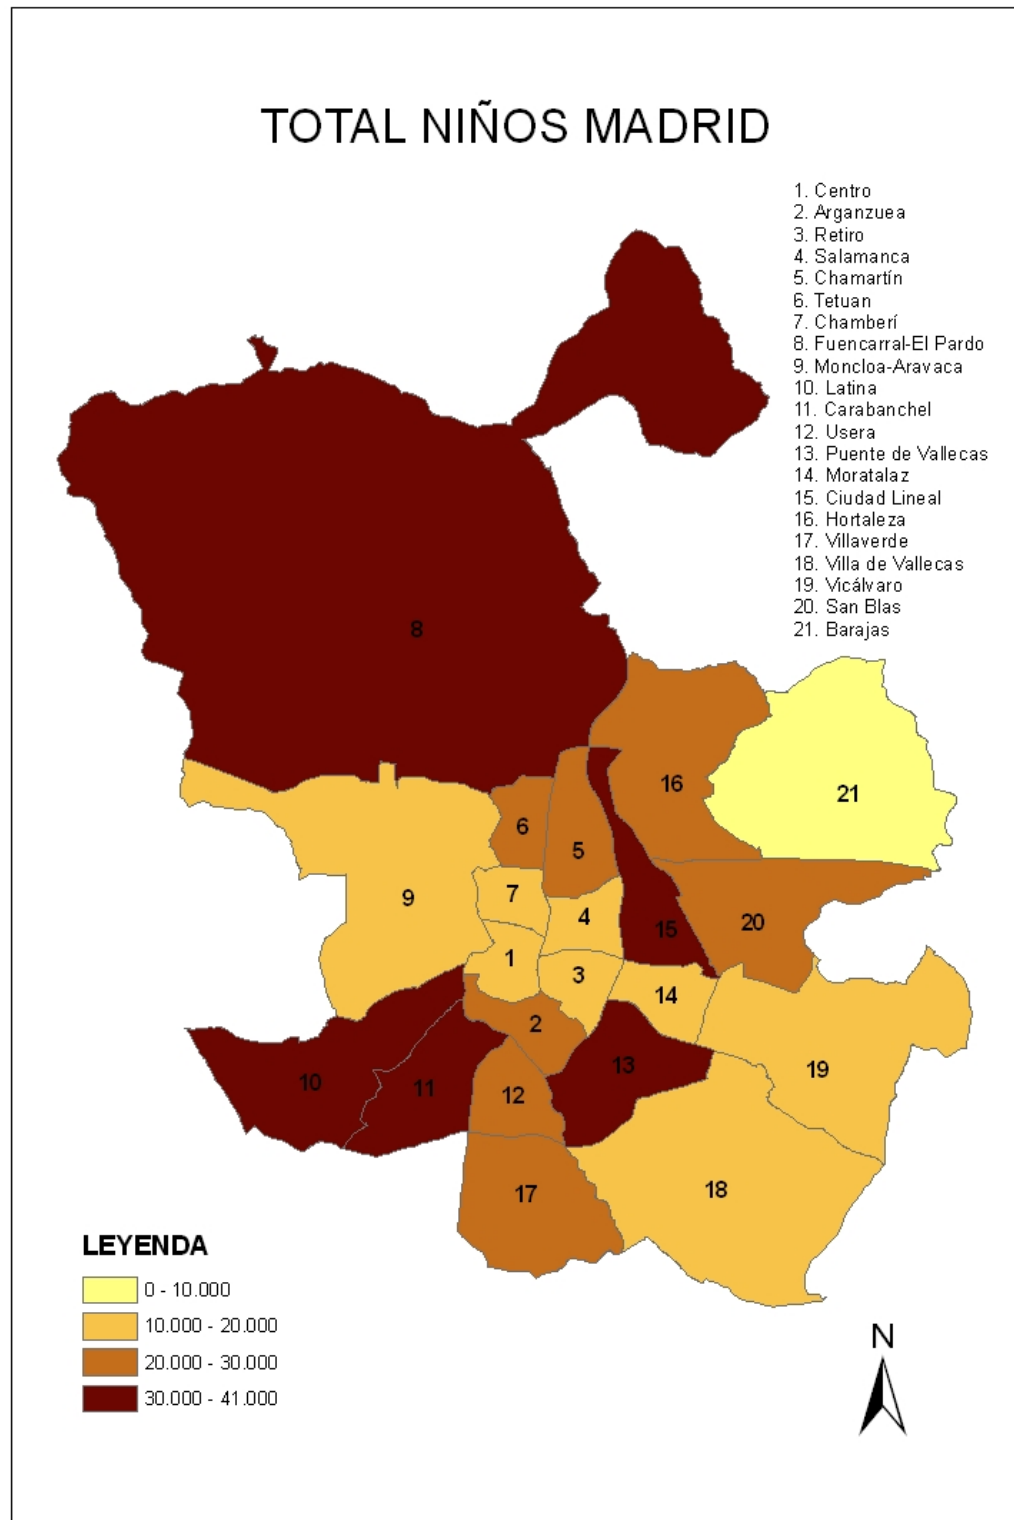 TOTAL NIÑOS MADRID
1. Centro
2. Arganzuea
3. Retiro
4. Salamanca
5. Chamartín
6. Tetuan
7. Chamberí
8. Fuencarral-El Pardo
9. Moncloa-Aravaca
10. Latina
11. Carabanchel
12. Usera
13. Puente de Vallecas
14. Moratalaz
15. Ciudad Lineal
16. Hortaleza
17. Villaverde
18. Villa de Vallecas
19. Vicálvaro
20. San Blas
21. Barajas
8
16
21
6
5
7
9
4
20
15
1
3
14
2
13
19
10
11
12
18
17
LEYENDA
0 - 10.000
10.000 - 20.000
20.000 - 30.000
30.000 - 41.000
N